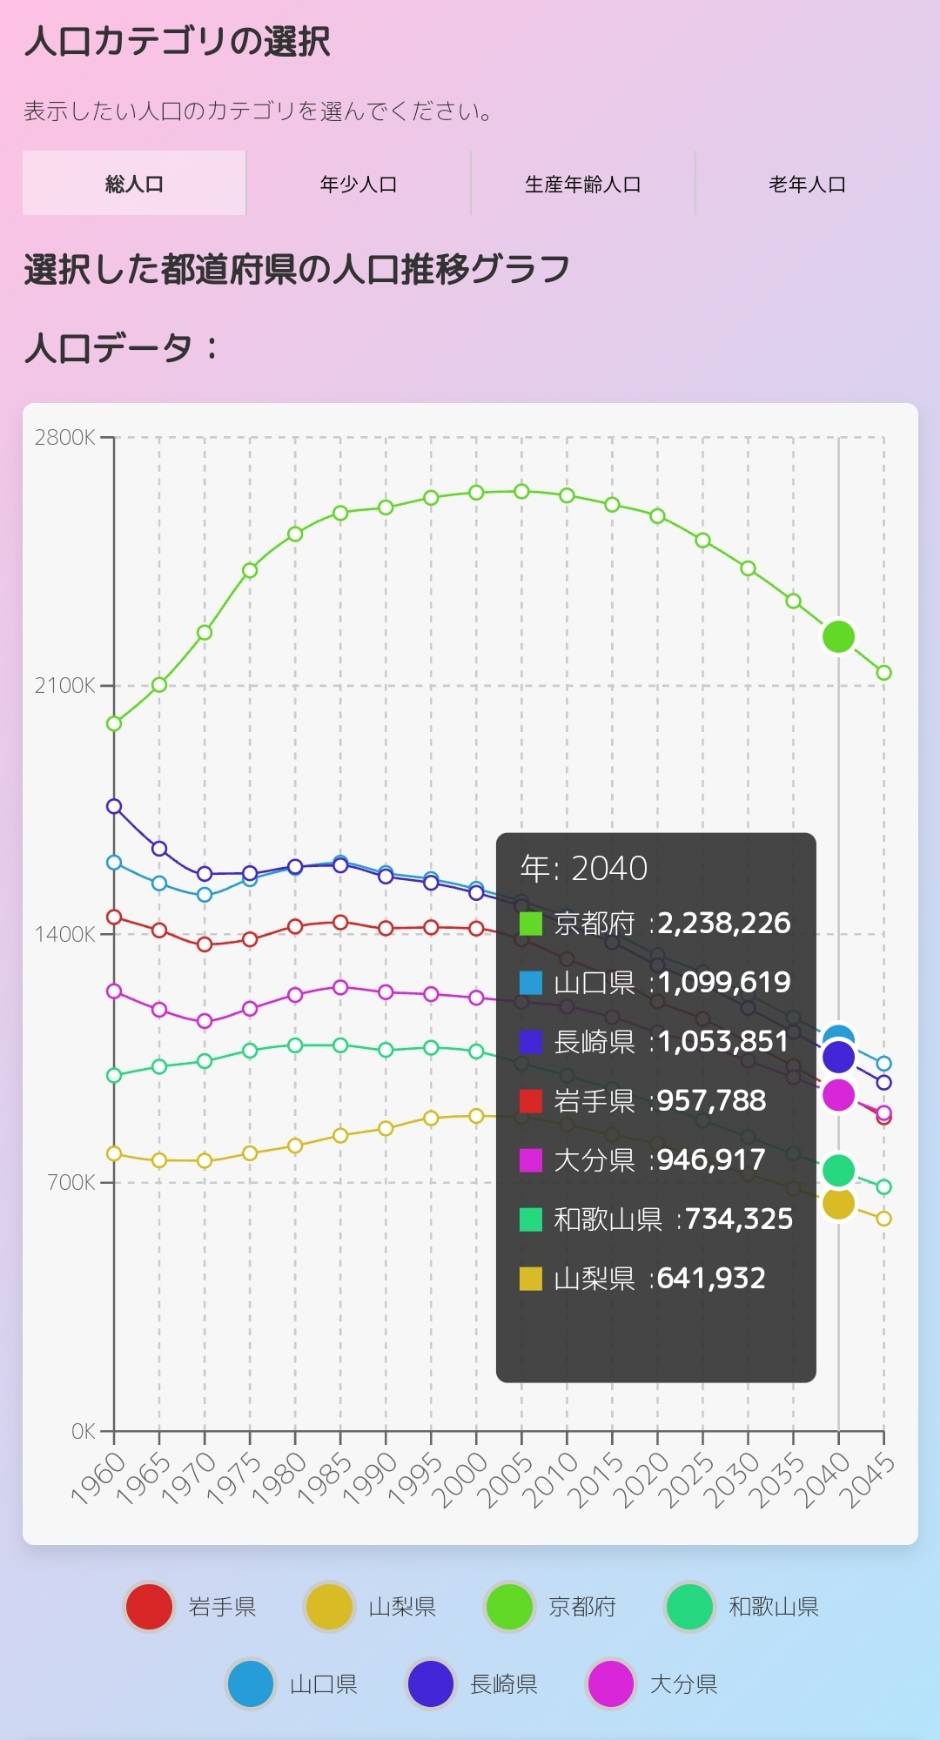 人口カテゴリの選択
表示したい人口のカテゴリを選んでください。
総人口 年少人口 生産年齢人口 老年人口
選択した都道府県の人口推移グラフ
人口データ：
2800K
2100K
1400K
700K
0K
年: 2040
京都府 :2,238,226
山口県 :1,099,619
長崎県 :1,053,851
岩手県 :957,788
大分県 :946,917
和歌山県 :734,325
山梨県 :641,932
1960 1965 1970 1975 1980 1985 1990 1995 2000 2005 2010 2015 2020 2025 2030 2035 2040 2045
岩手県 山梨県 京都府 和歌山県
山口県 長崎県 大分県